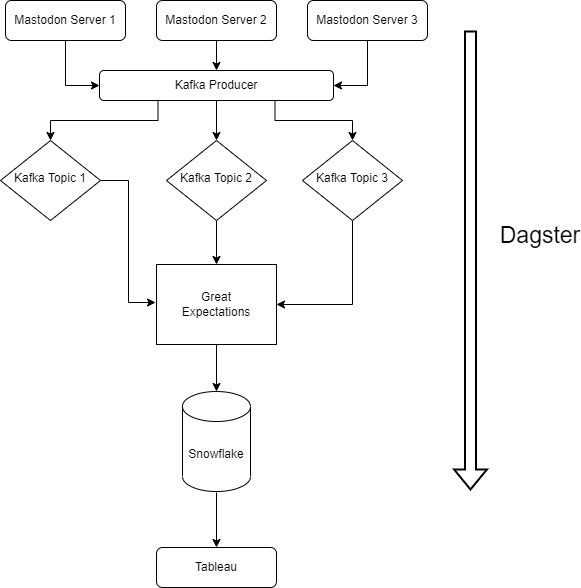 Mastodon Server 1
Mastodon Server 2
Mastodon Server 3
Kafka Producer
Kafka Topic 1
Kafka Topic 2
Kafka Topic 3
Dagster
Great
Expectations
Snowflake
Tableau